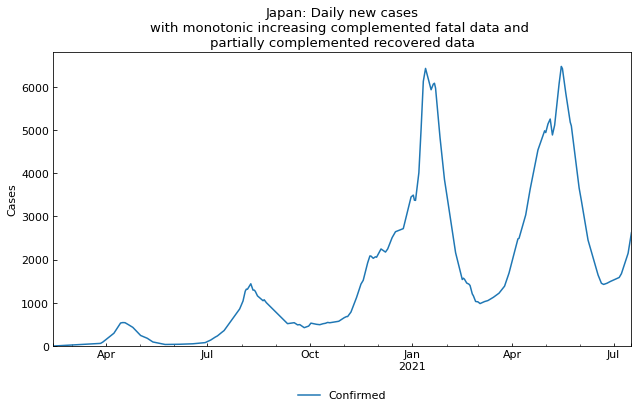 Japan: Daily new cases
with monotonic increasing complemented fatal data and
partially complemented recovered data
6000
5000
4000
3000
2000
1000
0
Cases
Apr
Jul
Oct
Jan
2021
Apr
Jul
Confirmed